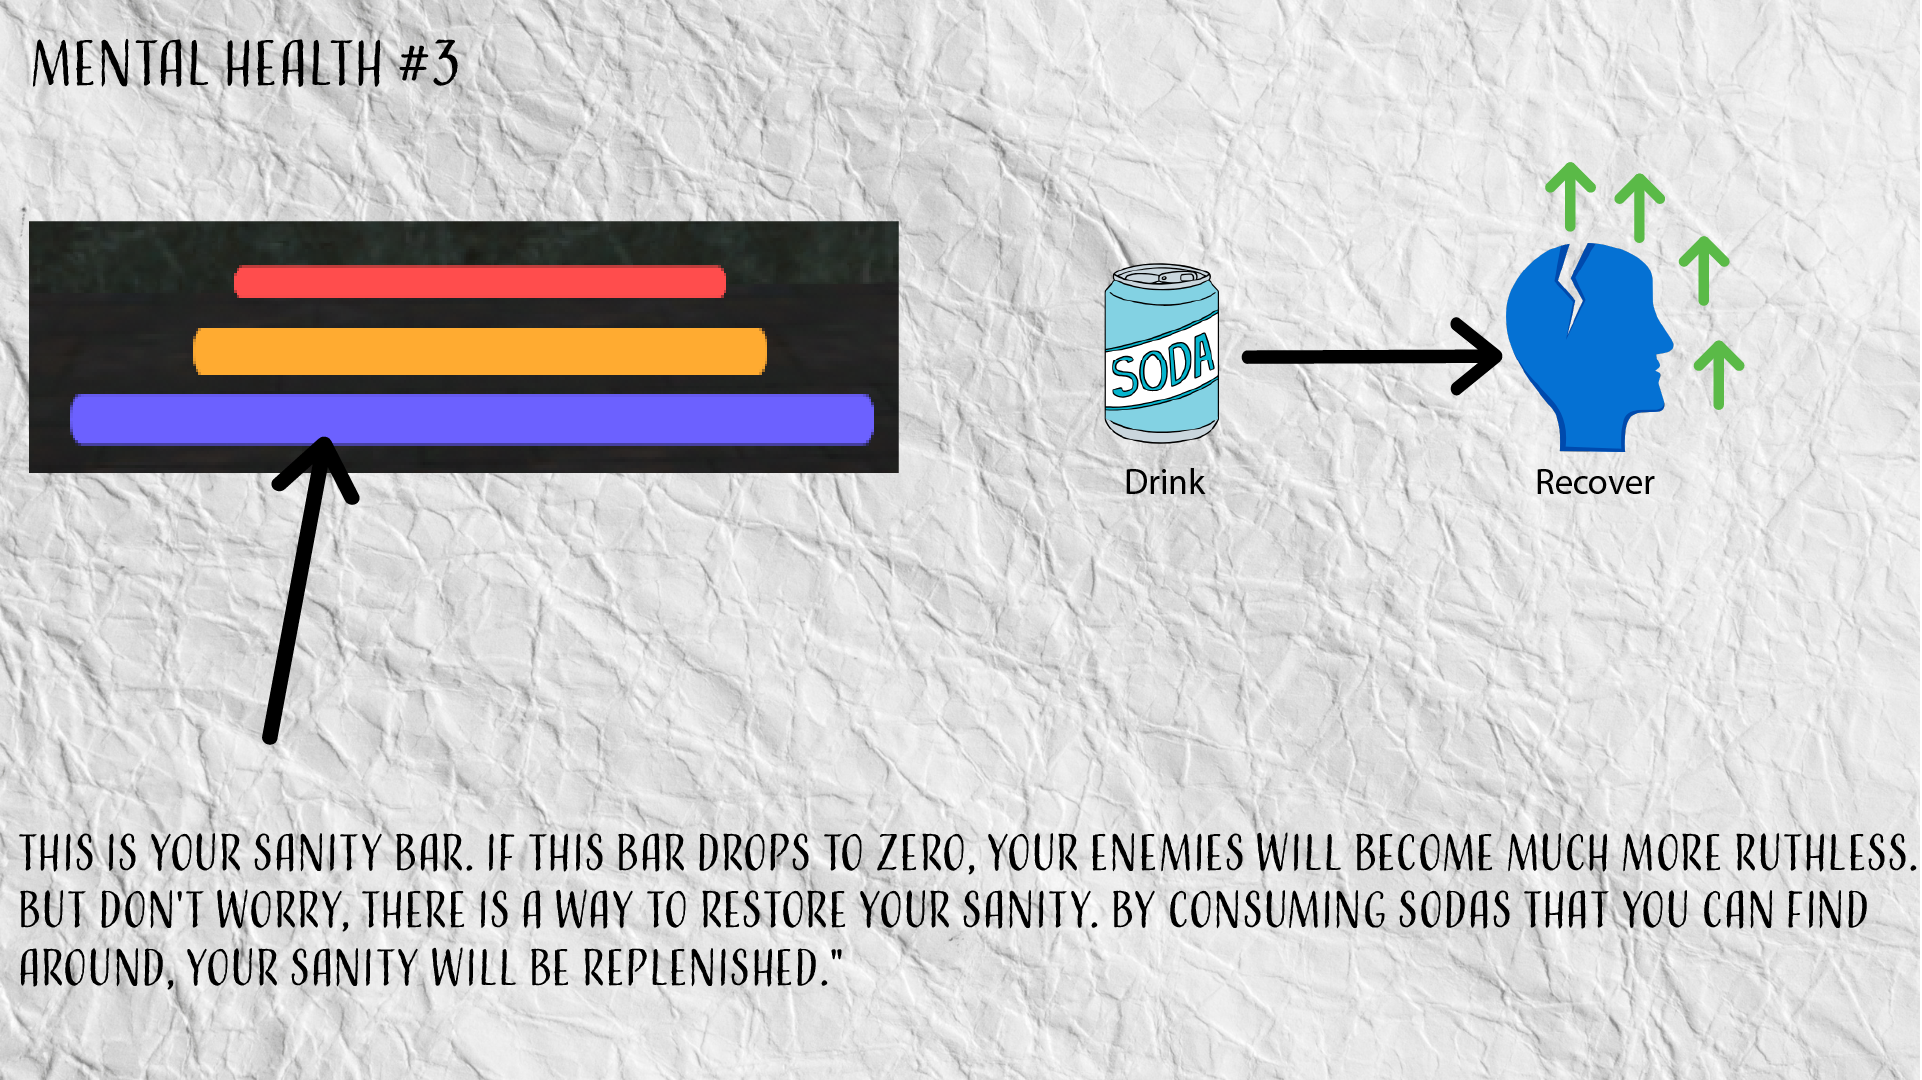 MENTAL HEALTH #3
SODA
Drink
Recover
THIS IS YOUR SANITY BAR. IF THIS BAR DROPS TO ZERO, YOUR ENEMIES WILL BECOME MUCH MORE RUTHLESS.
BUT DON'T WORRY, THERE IS A WAY TO RESTORE YOUR SANITY. BY CONSUMING SODAS THAT YOU CAN FIND
AROUND, YOUR SANITY WILL BE REPLENISHED."